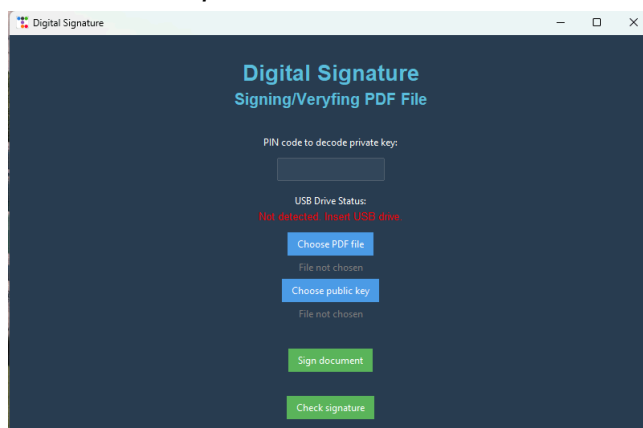 Digital Signature
Digital Signature
Signing/Veryfing PDF File
PIN code to decode private key:
USB Drive Status:
Not detected. Insert USB drive.
Choose PDF file
File not chosen
Choose public key
File not chosen
Sign document
Check signature